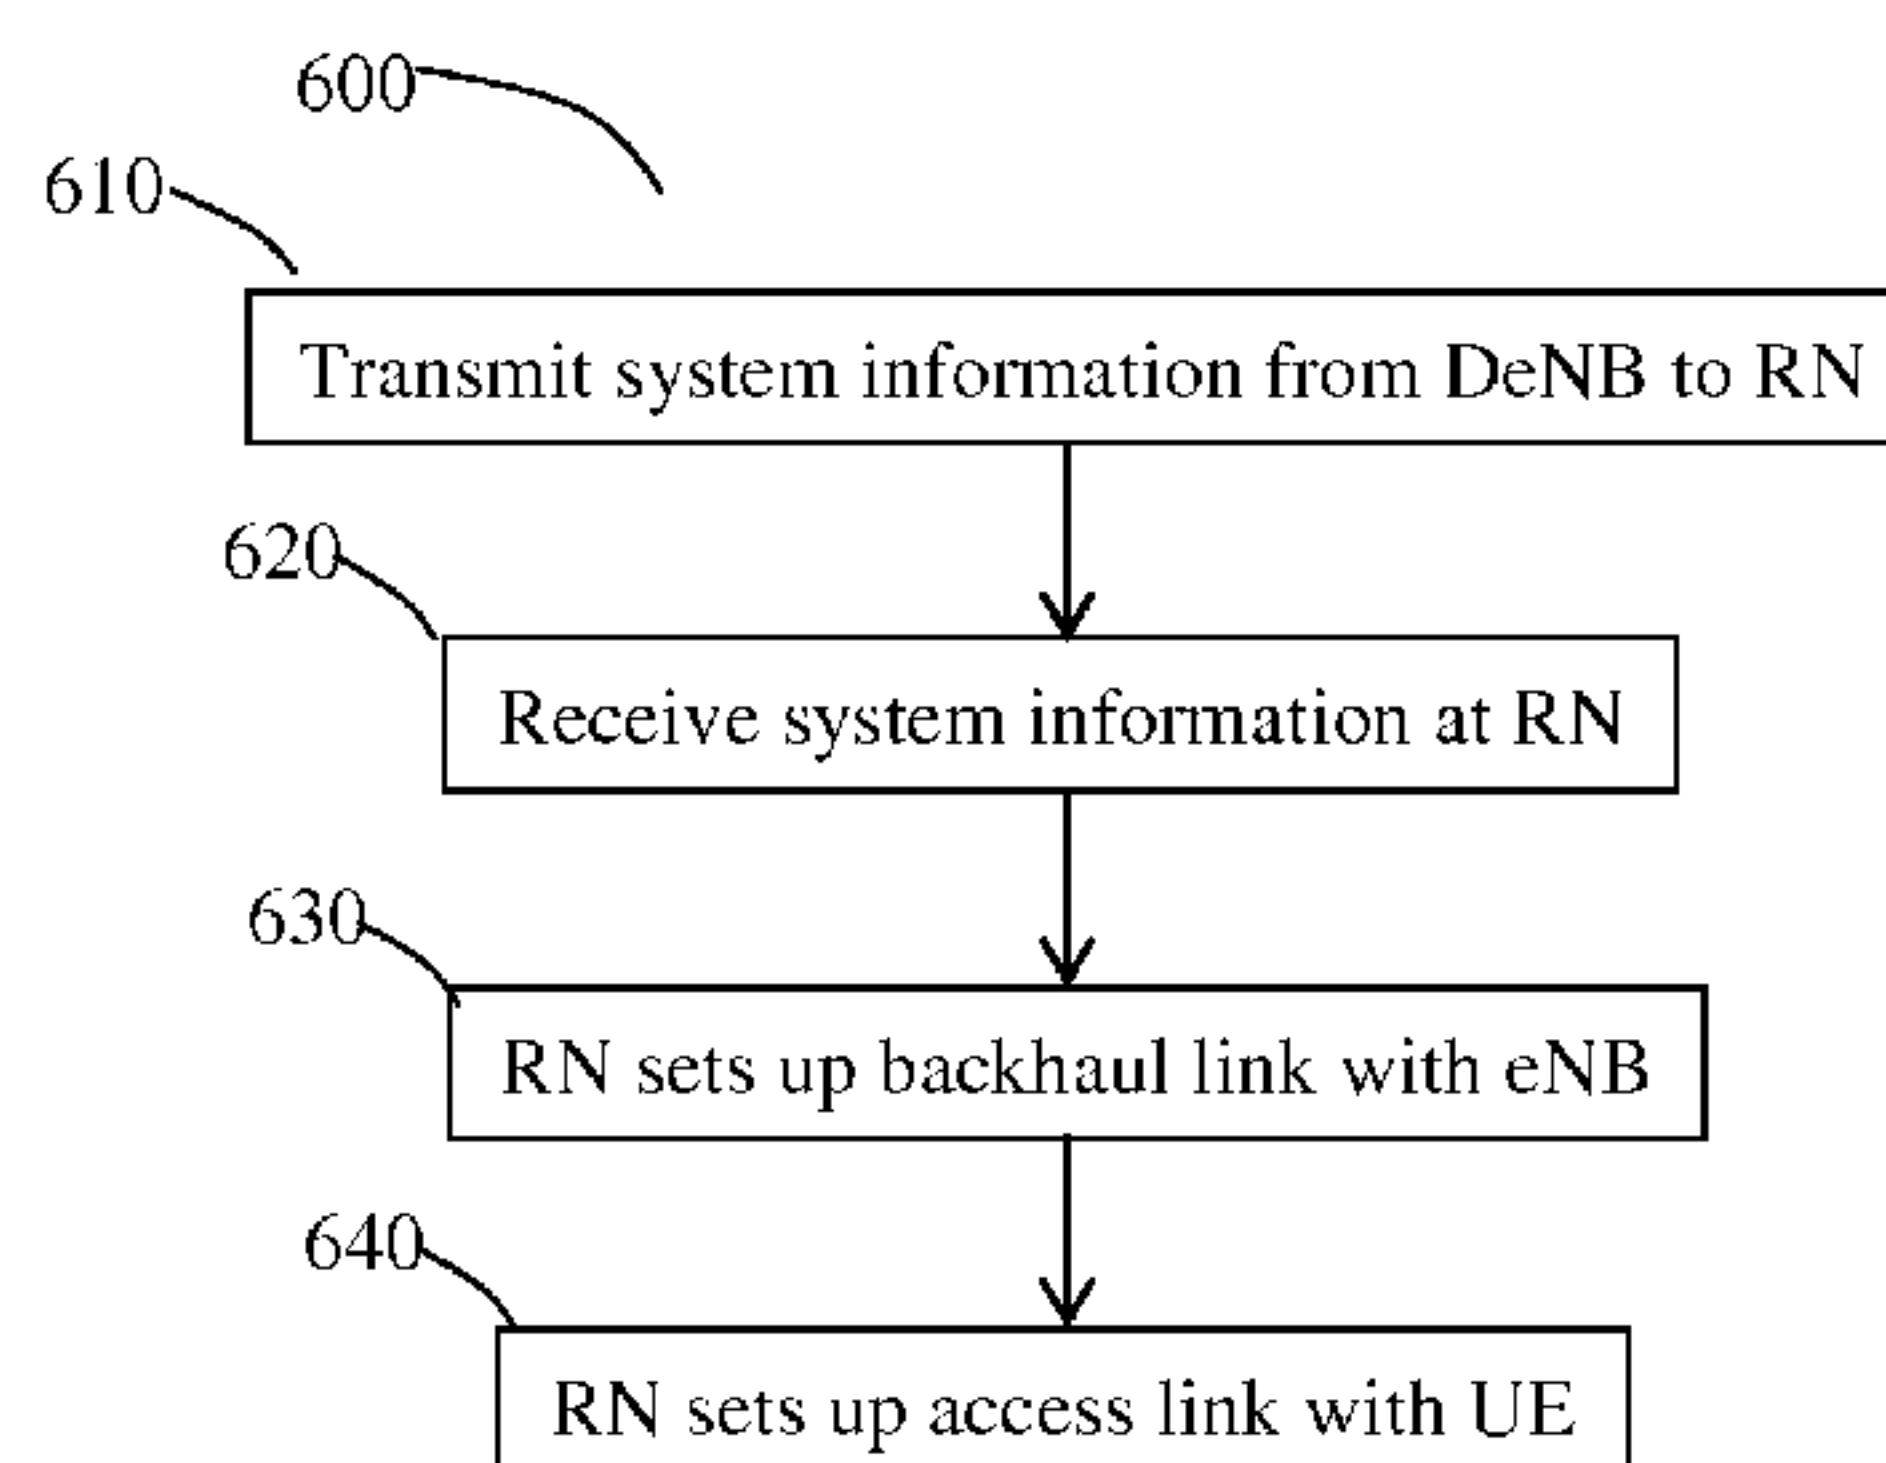 600
610
Transmit system information from DeNB to RN
620
Receive system information at RN
630
RN sets up backhaul link with eNB
640
RN sets up access link with UE